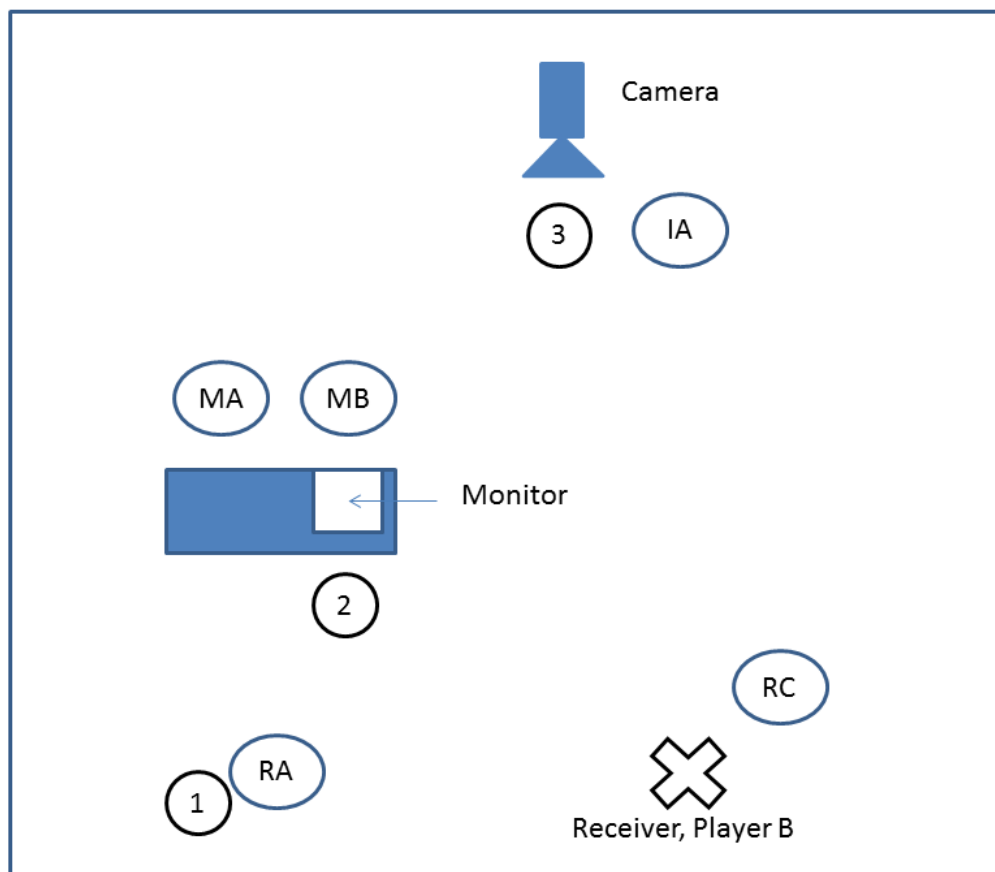 Camera
3
IA
MA
MB
Monitor
2
RC
RA
1
Receiver, Player B